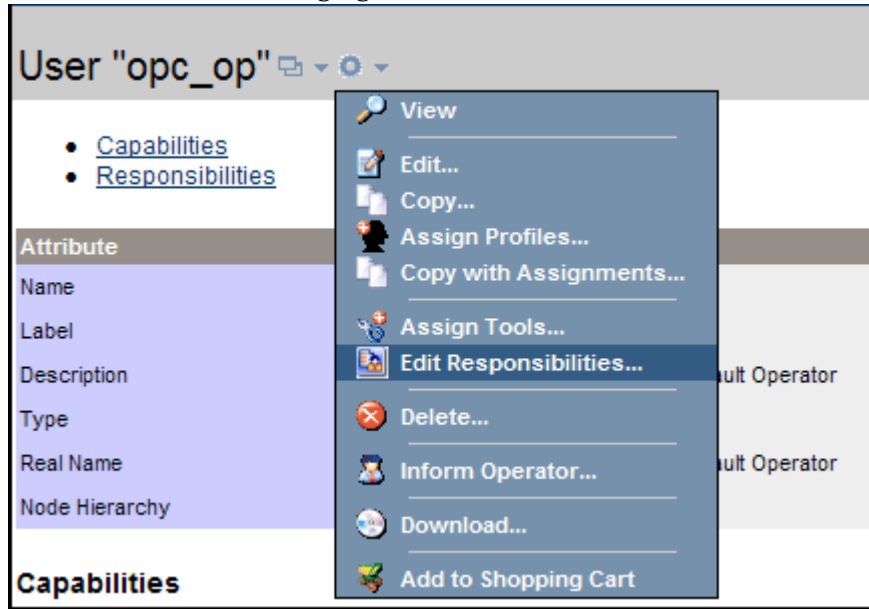 User "opc_op"
View
Capabilities
Edit...
Responsibilities
Copy...
Assign Profiles...
Attribute
Copy with Assignments...
Name
Label
Assign Tools...
Edit Responsibilities...
Description
ult Operator
Type
Delete...
Real Name
Inform Operator...
ult Operator
Node Hierarchy
Download...
Capabilities
Add to Shopping Cart